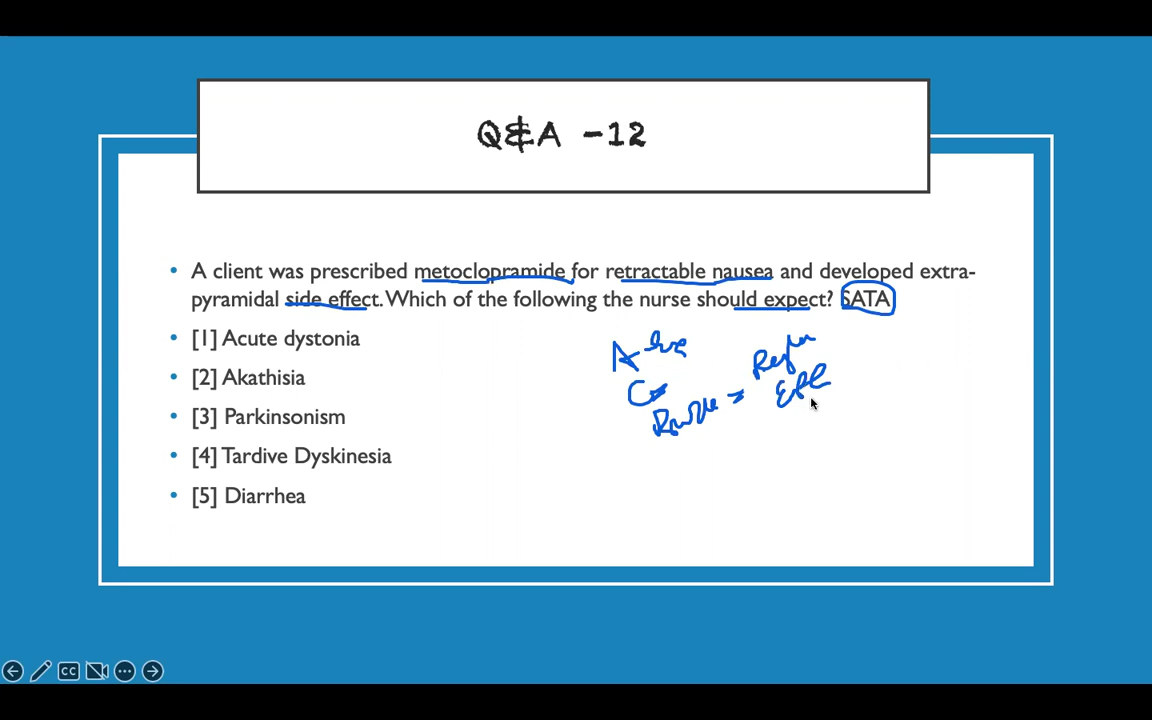 Q&A -12
• A client was prescribed metoclopramide for retractable nausea and developed extra-
pyramidal side effect. Which of the following the nurse should expect? SATA
• [1] Acute dystonia
• [2] Akathisia
• [3] Parkinsonism
• [4] Tardive Dyskinesia
• [5] Diarrhea
CC